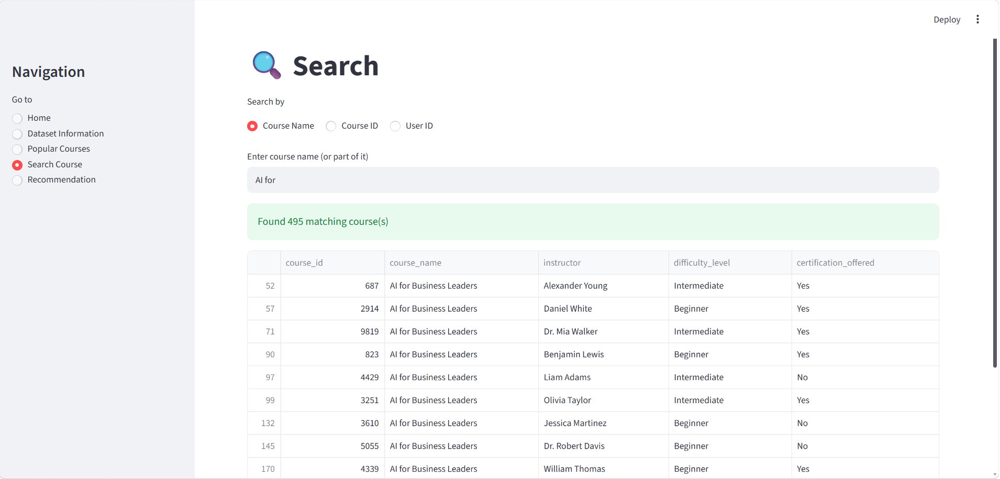 Deploy
Navigation
Go to
Home
Dataset Information
Popular Courses
Search Course
Recommendation
Search
Search by
Course Name Course ID User ID
Enter course name (or part of it)
AI for
Found 495 matching course(s)
course_id course_name instructor difficulty_level certification_offered
52 687 AI for Business Leaders Alexander Young Intermediate Yes
57 2914 AI for Business Leaders Daniel White Beginner Yes
71 9819 AI for Business Leaders Dr. Mia Walker Intermediate Yes
90 823 AI for Business Leaders Benjamin Lewis Beginner Yes
97 4429 AI for Business Leaders Liam Adams Intermediate No
99 3251 AI for Business Leaders Olivia Taylor Intermediate Yes
132 3610 AI for Business Leaders Jessica Martinez Beginner No
145 5055 AI for Business Leaders Dr. Robert Davis Beginner No
170 4339 AI for Business Leaders William Thomas Beginner Yes